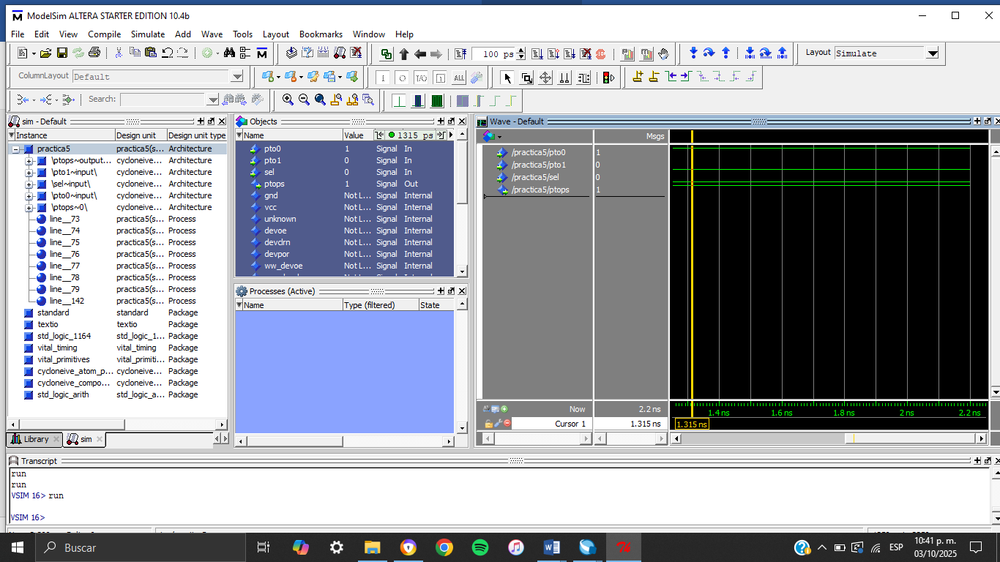 ModelSim ALTERA STARTER EDITION 10.4b
File Edit View Compile Simulate Add Wave Tools Layout Bookmarks Window Help
100 ps
Layout Simulate
ColumnLayout Default
ALL
Search:
sim - Default
Instance Design unit Design unit type
practica5 practica5(s... Architecture
\ptops~output... cycloneive... Architecture
\pto1~input\ cycloneive... Architecture
\sel~input\ cycloneive... Architecture
\pto0~input\ cycloneive... Architecture
\ptops~0\ cycloneive... Architecture
line__73 practica5(s... Process
line__74 practica5(s... Process
line__75 practica5(s... Process
line__76 practica5(s... Process
line__77 practica5(s... Process
line__78 practica5(s... Process
line__79 practica5(s... Process
line__142 practica5(s... Process
standard standard Package
textio textio Package
std_logic_1164 std_logic_1... Package
vital_timing vital_timing Package
vital_primitives vital_primiti... Package
cycloneive_atom_p... cycloneive... Package
cycloneive_compo... cycloneive... Package
std_logic_arith std_logic_a... Package
Library sim
Objects
Name Value 1315 ps
pto0 1 Signal In
pto1 0 Signal In
sel 0 Signal In
ptops 1 Signal Out
gnd Not L... Signal Internal
vcc Not L... Signal Internal
unknown Not L... Signal Internal
devoe Not L... Signal Internal
devclrn Not L... Signal Internal
devpor Not L... Signal Internal
ww_devoe Not L... Signal Internal
Processes (Active)
Name Type (filtered) State
Wave - Default
Msgs
/practica5/pto0 1
/practica5/pto1 0
/practica5/sel 0
/practica5/ptops 1
Now 2.2 ns
1.4 ns 1.6 ns 1.8 ns 2 ns 2.2 ns
Cursor 1 1.315 ns
1.315 ns
Transcript
run
run
VSIM 16> run
VSIM 16>
Buscar
ESP
10:41 p. m.
03/10/2025